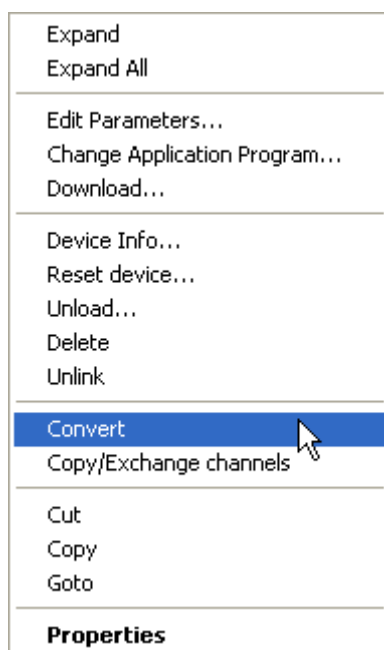 Expand
Expand All
Edit Parameters...
Change Application Program...
Download...
Device Info...
Reset device...
Unload...
Delete
Unlink
Convert
Copy/Exchange channels
Cut
Copy
Goto
Properties